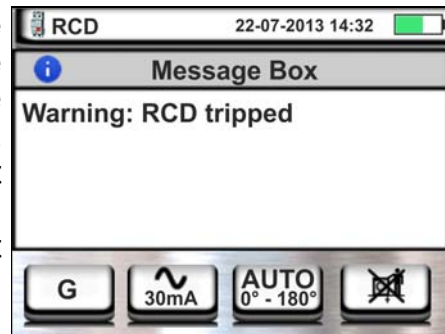 RCD 22-07-2013 14:32
Message Box
Warning: RCD tripped
G 30mA AUTO
0° - 180°